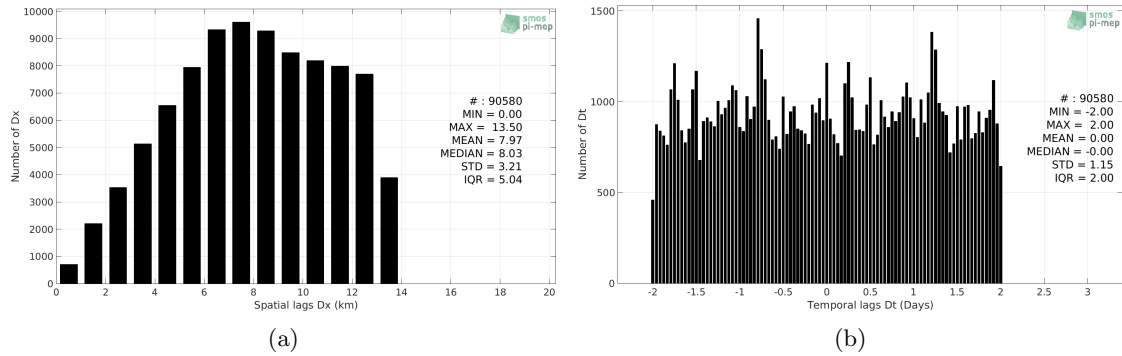 smos
pi-mep
Number of Dx
10000
9000
8000
7000
6000
5000
4000
3000
2000
1000
0
# : 90580
MIN = 0.00
MAX = 13.50
MEAN = 7.97
MEDIAN = 8.03
STD = 3.21
IQR = 5.04
0 2 4 6 8 10 12 14 16 18 20
Spatial lags Dx (km)
(a)
smos
pi-mep
Number of Dt
1500
1000
500
0
# : 90580
MIN = -2.00
MAX = 2.00
MEAN = 0.00
MEDIAN = -0.00
STD = 1.15
IQR = 2.00
-2 -1.5 -1 -0.5 0 0.5 1 1.5 2 2.5 3
Temporal lags Dt (Days)
(b)